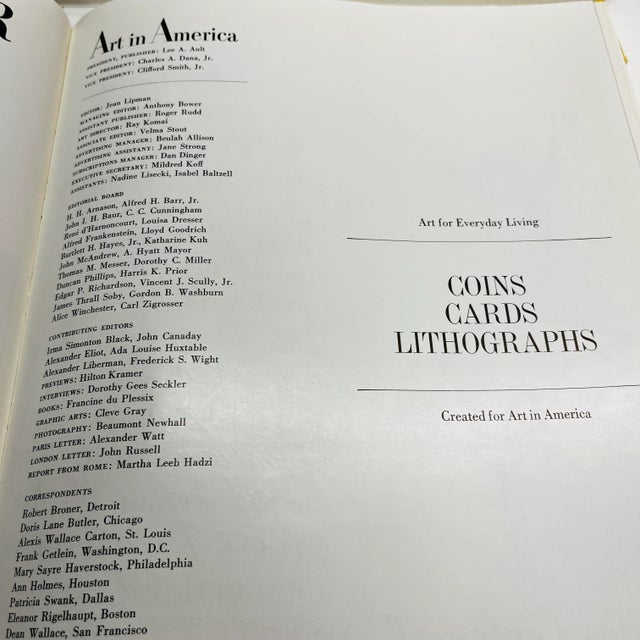 R
Art in America
PRESIDENT, PUBLISHER: Lee A. Ault
VICE PRESIDENT: Charles A. Dana, Jr.
VICE PRESIDENT: Clifford Smith, Jr.
EDITOR: Jean Lipman
MANAGING EDITOR: Anthony Bower
ASSISTANT PUBLISHER: Roger Rudd
ART DIRECTOR: Ray Komai
ASSOCIATE EDITOR: Velma Stout
ADVERTISING MANAGER: Beulah Allison
ADVERTISING ASSISTANT: Jane Strong
SUBSCRIPTIONS MANAGER: Dan Dinger
EXECUTIVE SECRETARY: Mildred Koff
ASSISTANTS: Nadine Lisecki, Isabel Baltzell
EDITORIAL BOARD
H. H. Arnason, Alfred H. Barr, Jr.
John I. H. Baur, C. C. Cunningham
René d'Harnoncourt, Louisa Dresser
Alfred Frankenstein, Lloyd Goodrich
Bartlett H. Hayes, Jr., Katharine Kuh
John McAndrew, A. Hyatt Mayor
Thomas M. Messer, Dorothy C. Miller
Duncan Phillips, Harris K. Prior
Edgar P. Richardson, Vincent J. Scully, Jr.
James Thrall Soby, Gordon B. Washburn
Alice Winchester, Carl Zigrosser
CONTRIBUTING EDITORS
Irma Simonton Black, John Canaday
Alexander Eliot, Ada Louise Huxtable
Alexander Liberman, Frederick S. Wight
PREVIEWS: Hilton Kramer
INTERVIEWS: Dorothy Gees Seckler
BOOKS: Francine du Plessix
GRAPHIC ARTS: Cleve Gray
PHOTOGRAPHY: Beaumont Newhall
PARIS LETTER: Alexander Watt
LONDON LETTER: John Russell
REPORT FROM ROME: Martha Leeb Hadzi
CORRESPONDENTS
Robert Broner, Detroit
Doris Lane Butler, Chicago
Alexis Wallace Carton, St. Louis
Frank Getlein, Washington, D.C.
Mary Sayre Haverstock, Philadelphia
Ann Holmes, Houston
Patricia Swank, Dallas
Eleanor Rigelhaupt, Boston
Dean Wallace, San Francisco
Art for Everyday Living
COINS
CARDS
LITHOGRAPHS
Created for Art in America